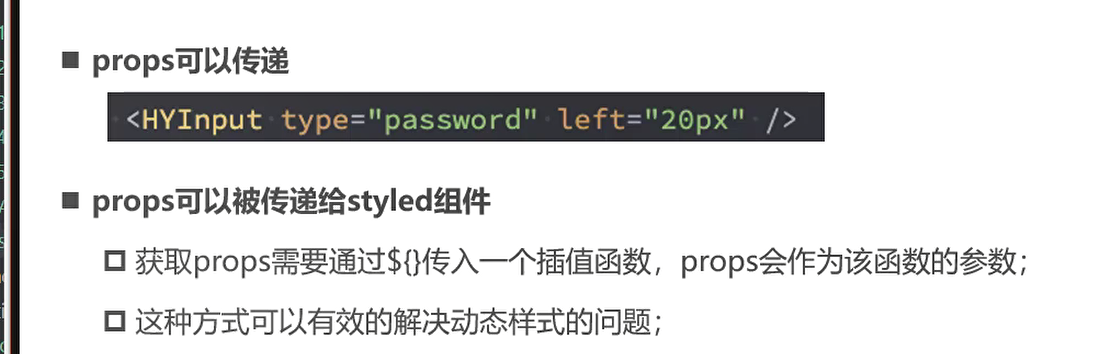 props可以传递
<HYInput type="password" left="20px" />
props可以被传递给styled组件
获取props需要通过${}传入一个插值函数，props会作为该函数的参数；
这种方式可以有效的解决动态样式的问题；